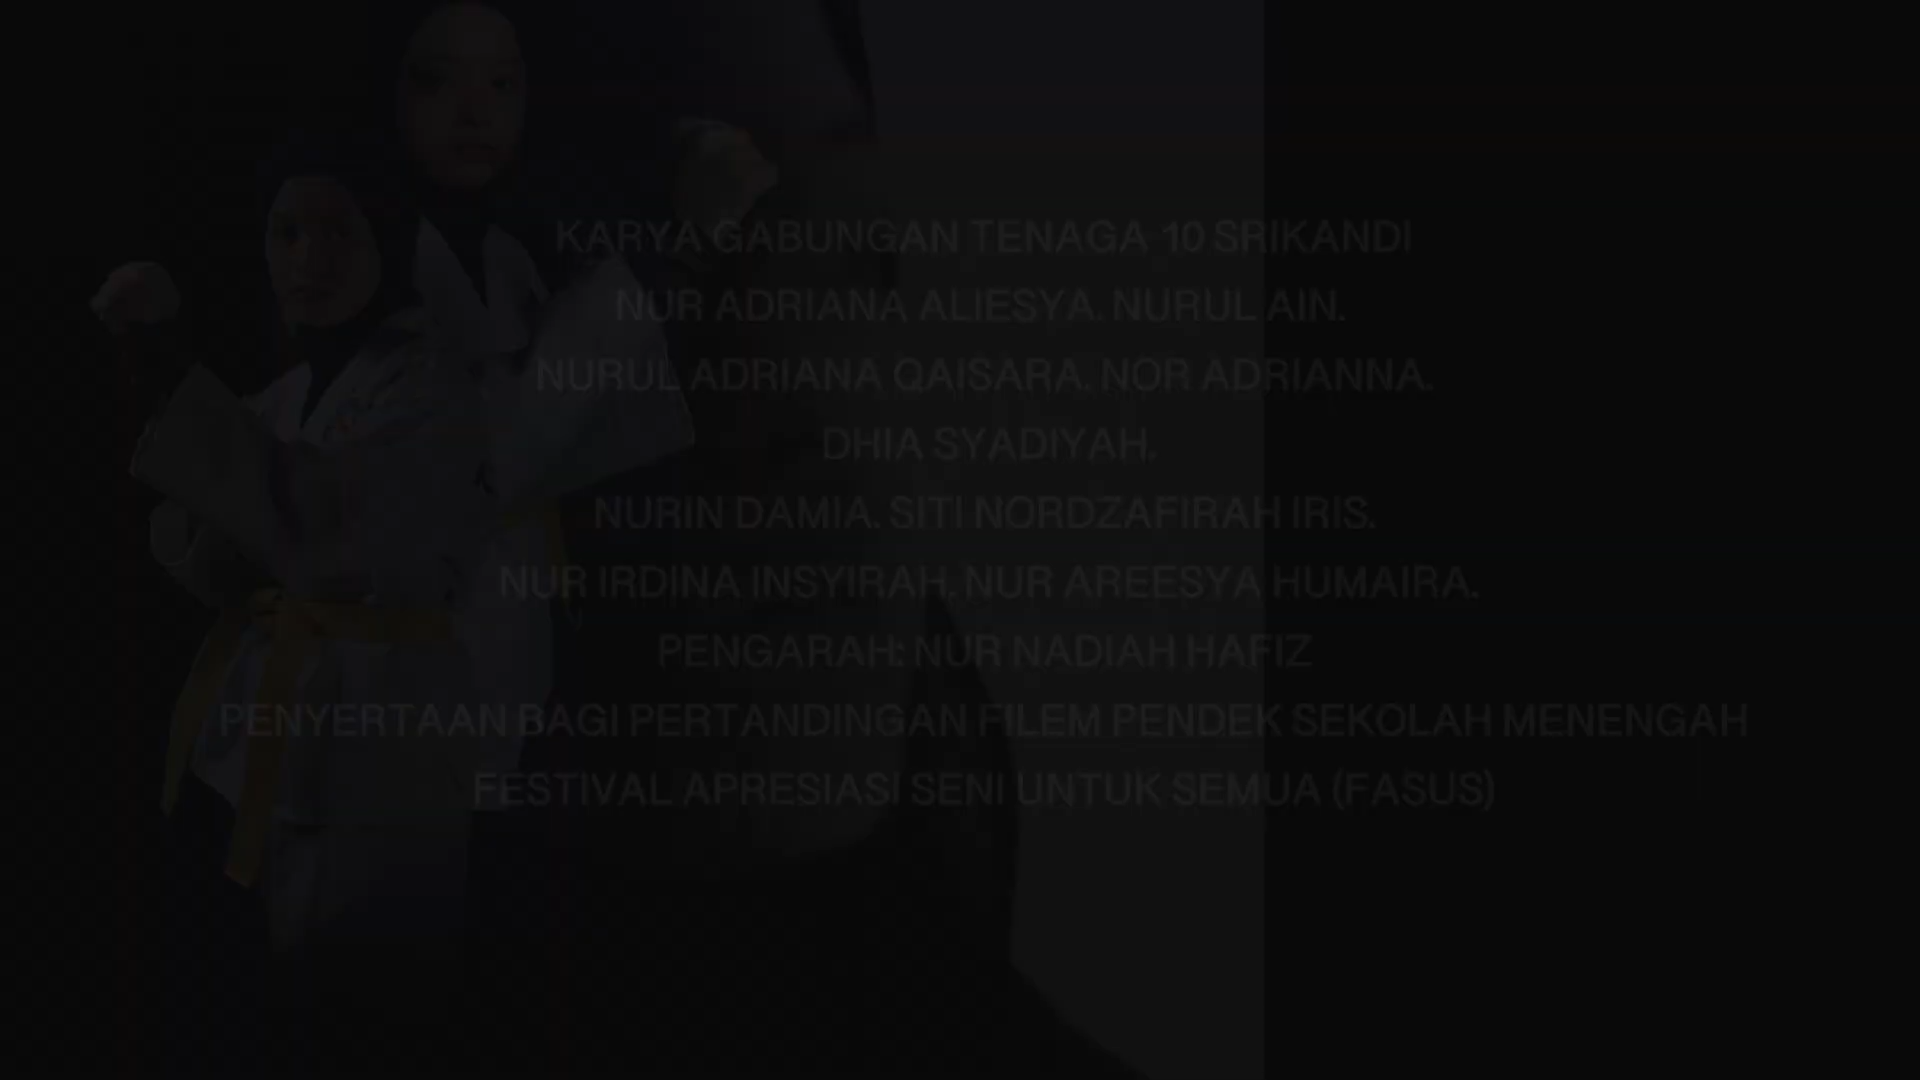 KARYA GABUNGAN TENAGA 10 SRIKANDI
NUR ADRIANA ALIESYA. NURUL AIN.
NURUL ADRIANA QAISARA. NOR ADRIANNA.
DHIA SYADIYAH.
NURIN DAMIA. SITI NORDZAFIRAH IRIS.
NUR IRDINA INSYIRAH. NUR AREESYA HUMAIRA.
PENGARAH: NUR NADIAH HAFIZ
PENYERTAAN BAGI PERTANDINGAN FILEM PENDEK SEKOLAH MENENGAH
FESTIVAL APRESIASI SENI UNTUK SEMUA (FASUS)